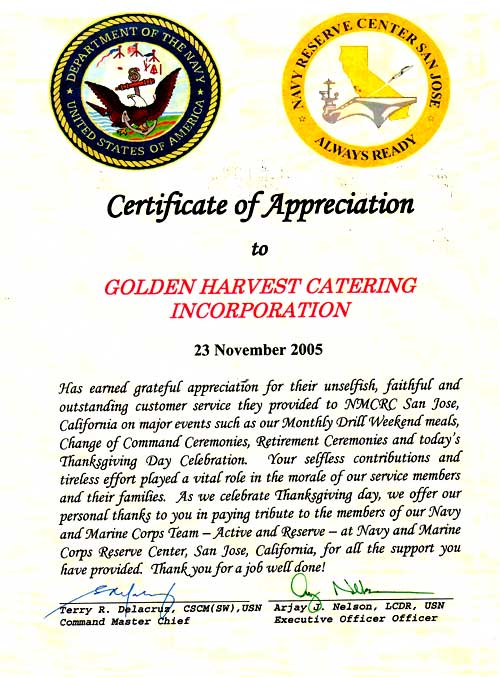 DEPARTMENT OF THE NAVY
UNITED STATES OF AMERICA
NAVY RESERVE CENTER SAN JOSE
ALWAYS READY
Certificate of Appreciation
to
GOLDEN HARVEST CATERING
INCORPORATION
23 November 2005
Has earned grateful appreciation for their unselfish, faithful and
outstanding customer service they provided to NMCRC San Jose,
California on major events such as our Monthly Drill Weekend meals,
Change of Command Ceremonies, Retirement Ceremonies and today's
Thanksgiving Day Celebration. Your selfless contributions and
tireless effort played a vital role in the morale of our service members
and their families. As we celebrate Thanksgiving day, we offer our
personal thanks to you in paying tribute to the members of our Navy
and Marine Corps Team – Active and Reserve – at Navy and Marine
Corps Reserve Center, San Jose, California, for all the support you
have provided. Thank you for a job well done!
Terry R. Delacruz, CSCM(SW),USN
Command Master Chief
Arjay J. Nelson, LCDR, USN
Executive Officer Officer